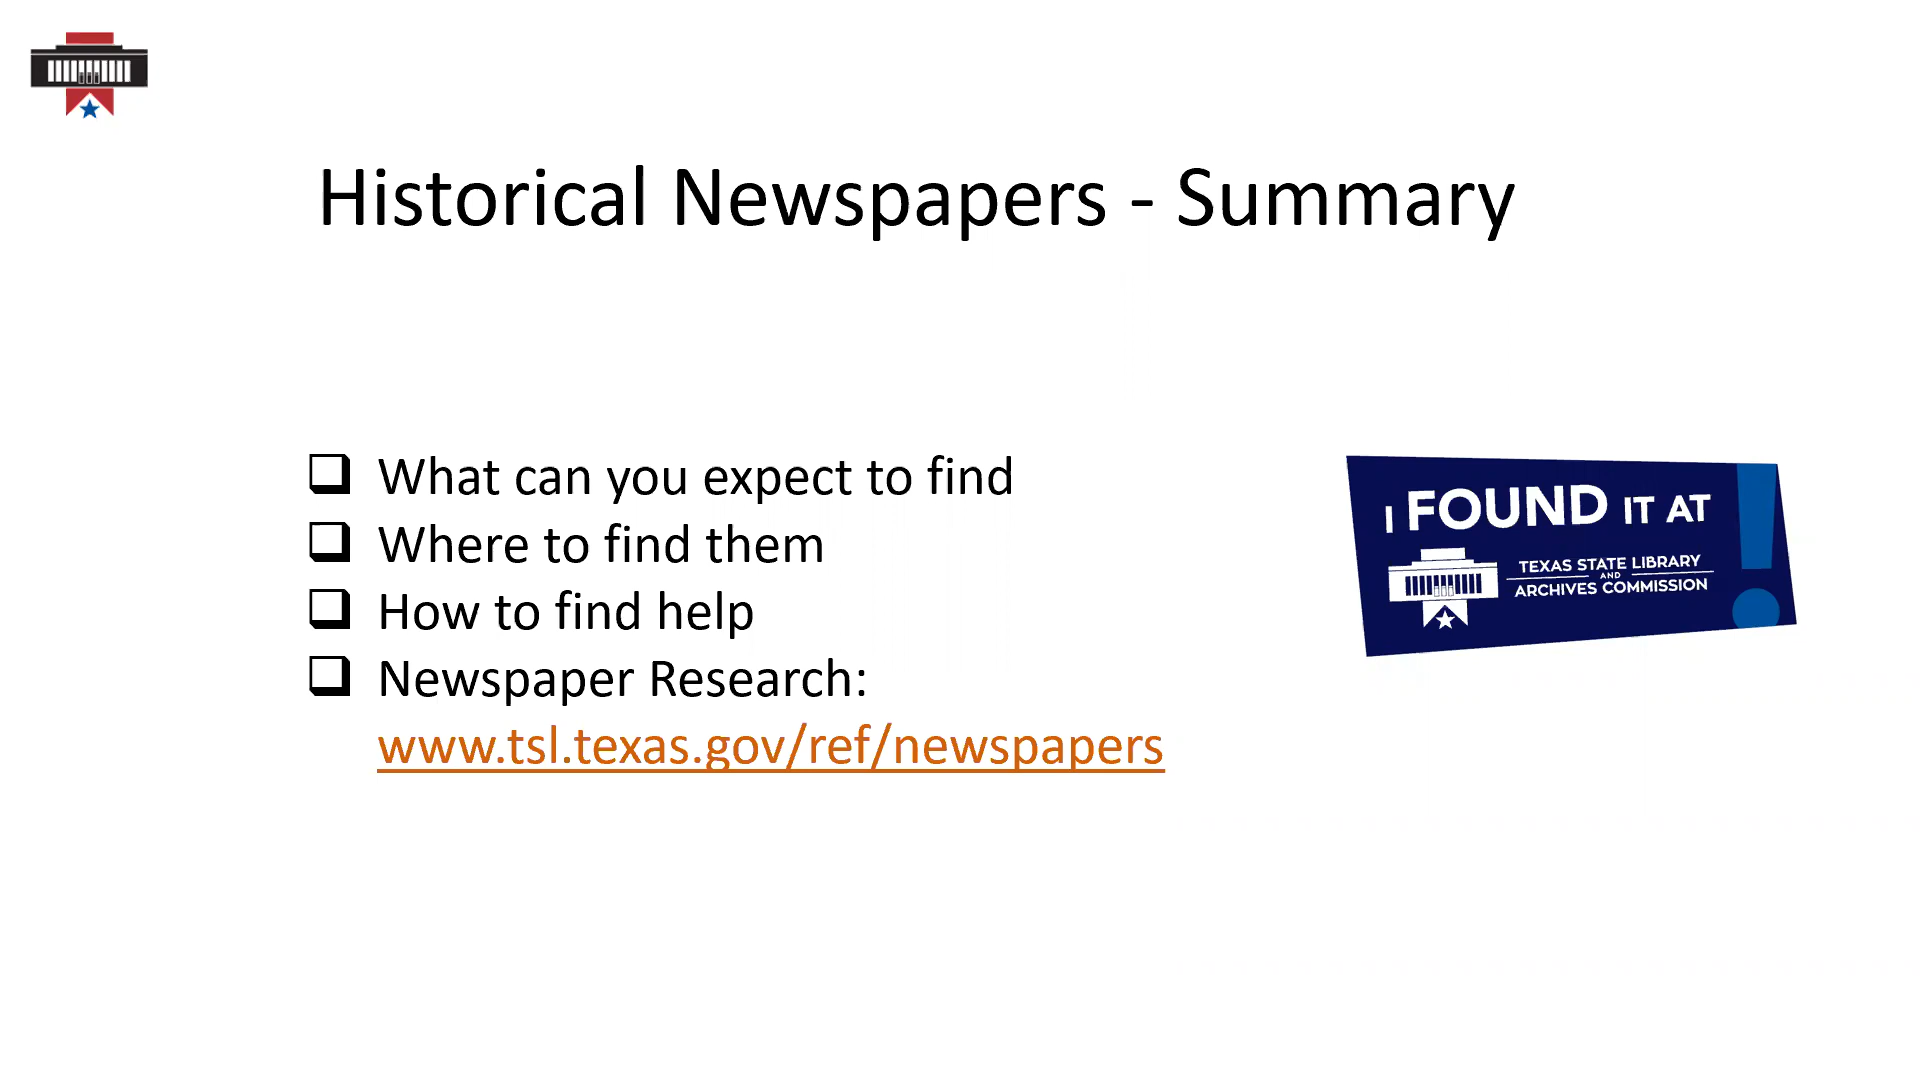 Historical Newspapers - Summary
What can you expect to find
Where to find them
How to find help
Newspaper Research:
www.tsl.texas.gov/ref/newspapers
I FOUND IT AT
TEXAS STATE LIBRARY
AND
ARCHIVES COMMISSION